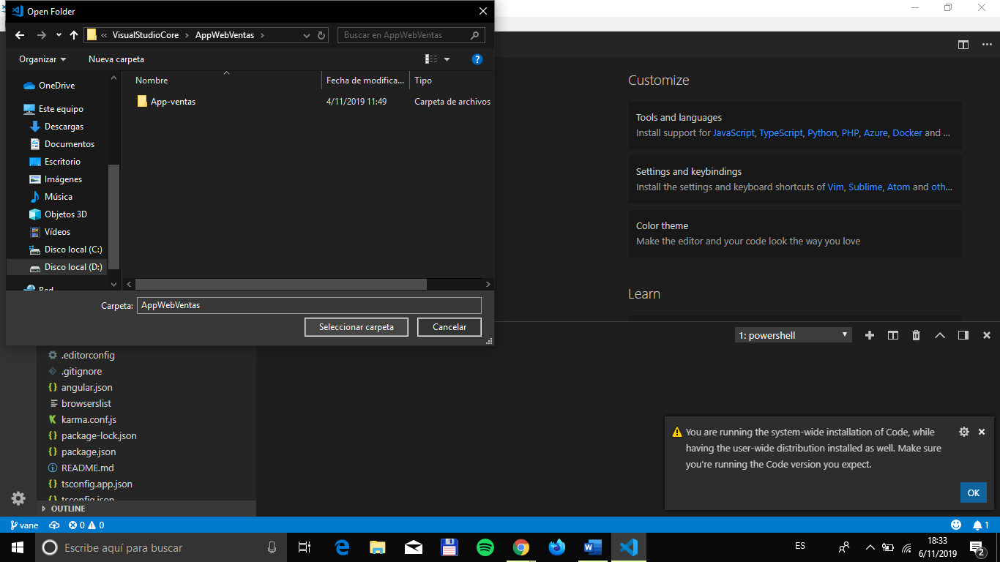 Open Folder
« VisualStudioCore › AppWebVentas ›
Buscar en AppWebVentas
Organizar
Nueva carpeta
OneDrive
Este equipo
Descargas
Documentos
Escritorio
Imágenes
Música
Objetos 3D
Vídeos
Disco local (C:)
Disco local (D:)
Red
Nombre
Fecha de modifica...
Tipo
App-ventas
4/11/2019 11:49
Carpeta de archivos
Carpeta:
AppWebVentas
Seleccionar carpeta
Cancelar
Customize
Tools and languages
Install support for JavaScript, TypeScript, Python, PHP, Azure, Docker and ...
Settings and keybindings
Install the settings and keyboard shortcuts of Vim, Sublime, Atom and oth...
Color theme
Make the editor and your code look the way you love
Learn
1: powershell
.editorconfig
.gitignore
angular.json
browserslist
karma.conf.js
package-lock.json
package.json
README.md
tsconfig.app.json
tsconfig.json
OUTLINE
You are running the system-wide installation of Code, while
having the user-wide distribution installed as well. Make sure
you're running the Code version you expect.
OK
vane
0
0
1
Escribe aquí para buscar
ES
18:33
6/11/2019
2